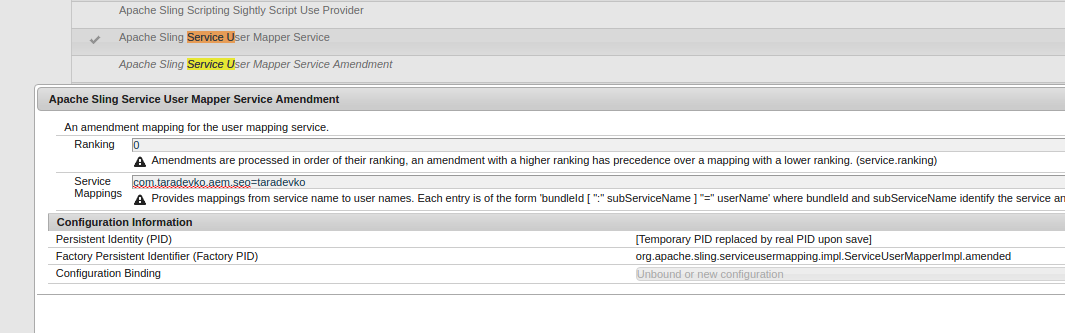 Apache Sling Scripting Sightly Script Use Provider
Apache Sling Service User Mapper Service
Apache Sling Service User Mapper Service Amendment
Apache Sling Service User Mapper Service Amendment
An amendment mapping for the user mapping service.
Ranking
0
Amendments are processed in order of their ranking, an amendment with a higher ranking has precedence over a mapping with a lower ranking. (service.ranking)
Service Mappings
com.taradevko.aem.seo=taradevko
Provides mappings from service name to user names. Each entry is of the form 'bundleId [ ":" subServiceName ] "=" userName' where bundleId and subServiceName identify the service an
Configuration Information
Persistent Identity (PID)
[Temporary PID replaced by real PID upon save]
Factory Persistent Identifier (Factory PID)
org.apache.sling.serviceusermapping.impl.ServiceUserMapperImpl.amended
Configuration Binding
Unbound or new configuration